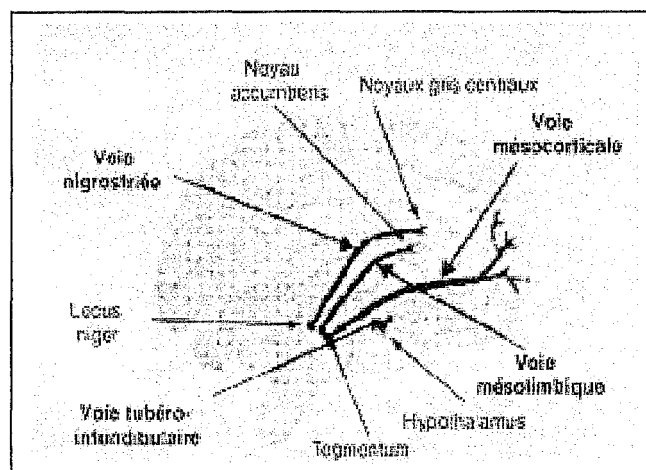 Noyau
accumbens
Noyaux gris centraux
Voie
mésocorticale
Voie
nigrostriée
Locus
niger
Voie
mésolimbique
Voie tubéro-
infundibulaire
Hypothalamus
Tegmentum